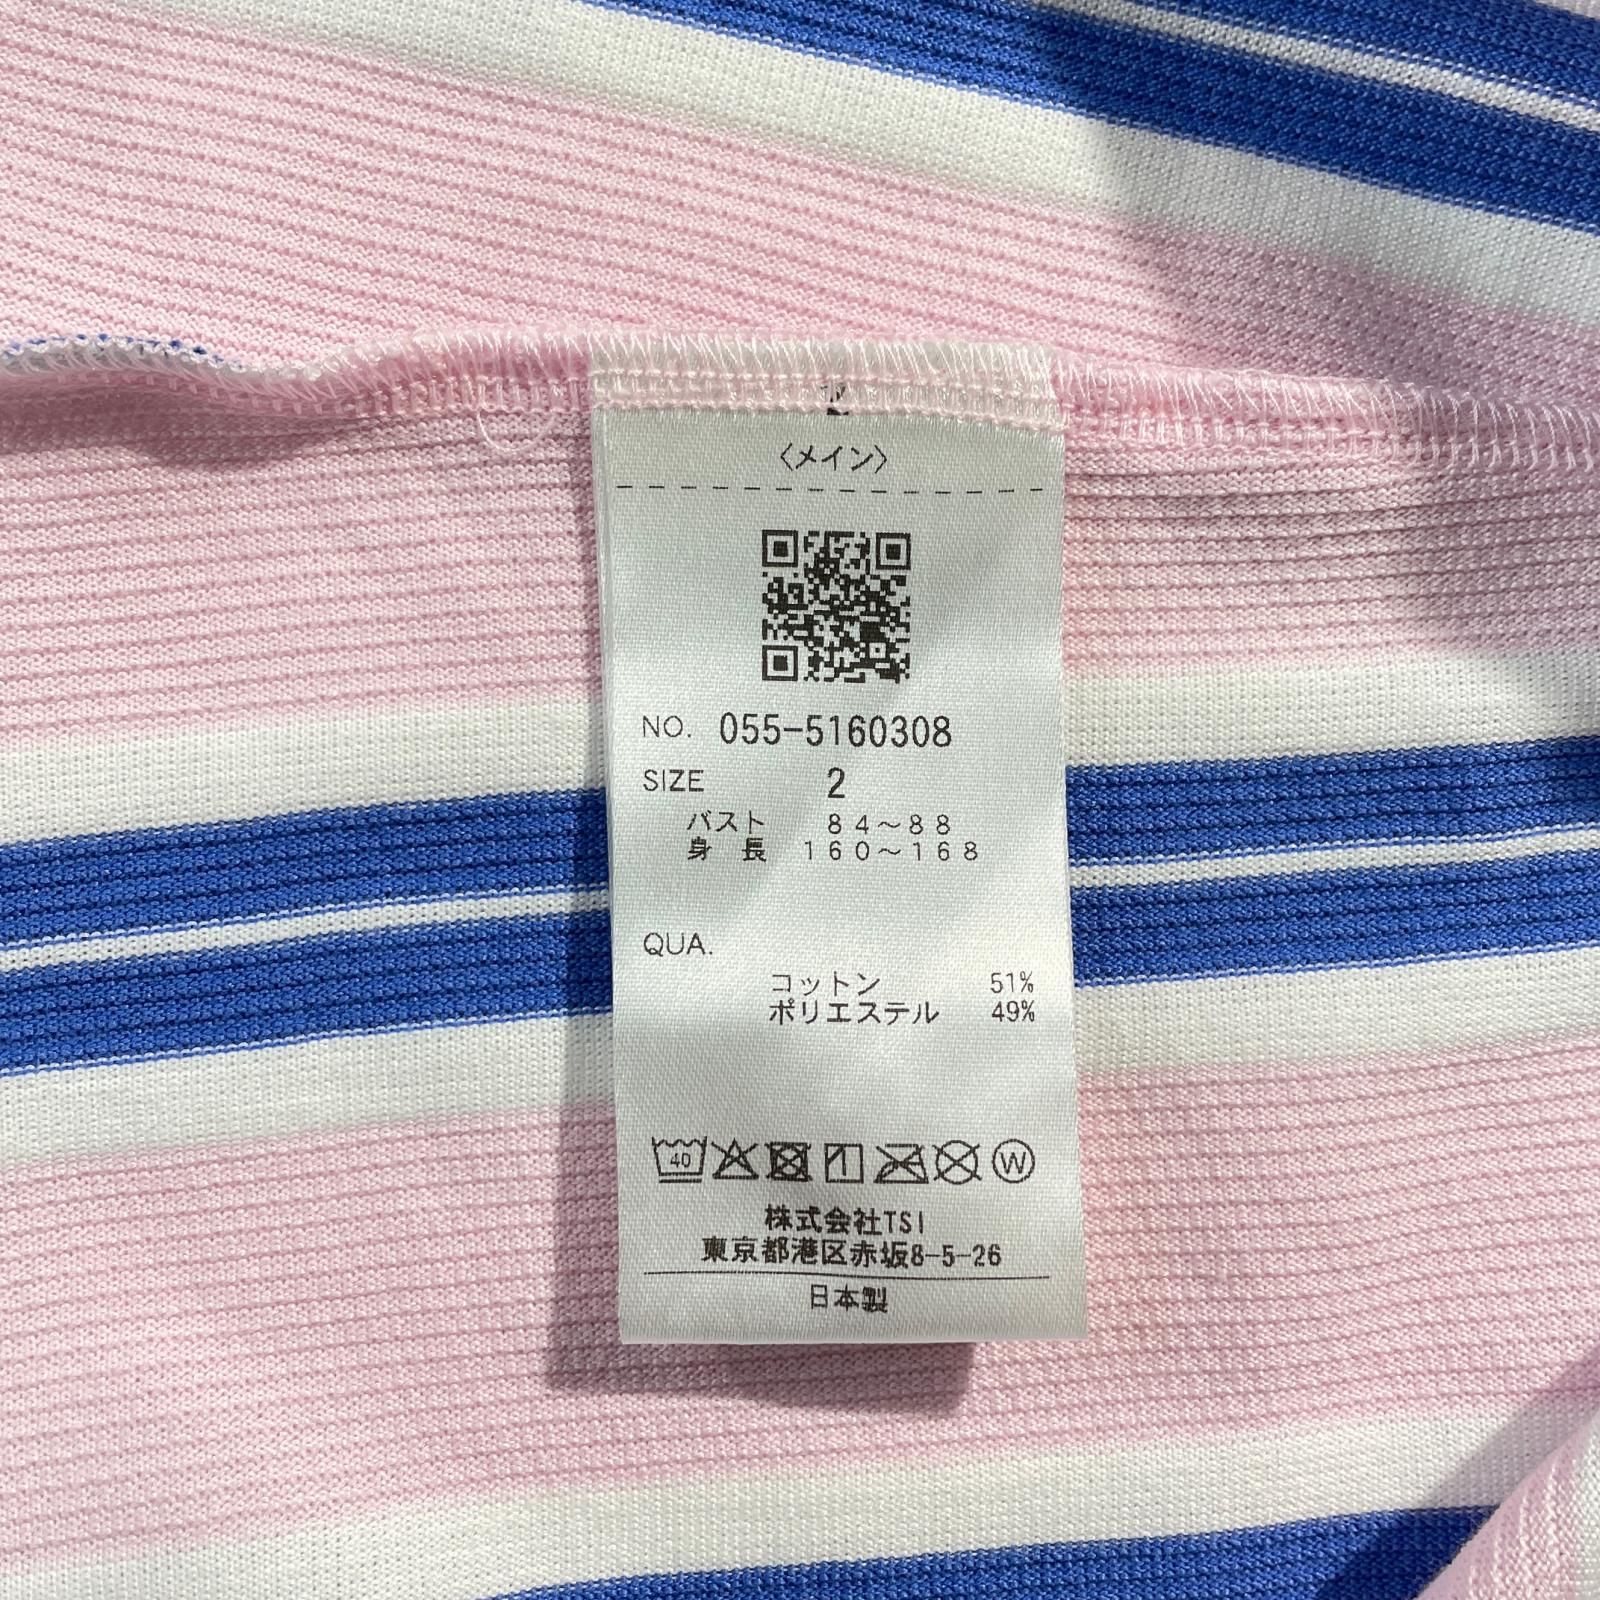 〈メイン〉
NO. 055-5160308
SIZE 2
バスト 84～88
身 長 160～168
QUA.
コットン 51%
ポリエステル 49%
40
W
株式会社TSI
東京都港区赤坂8-5-26
日本製